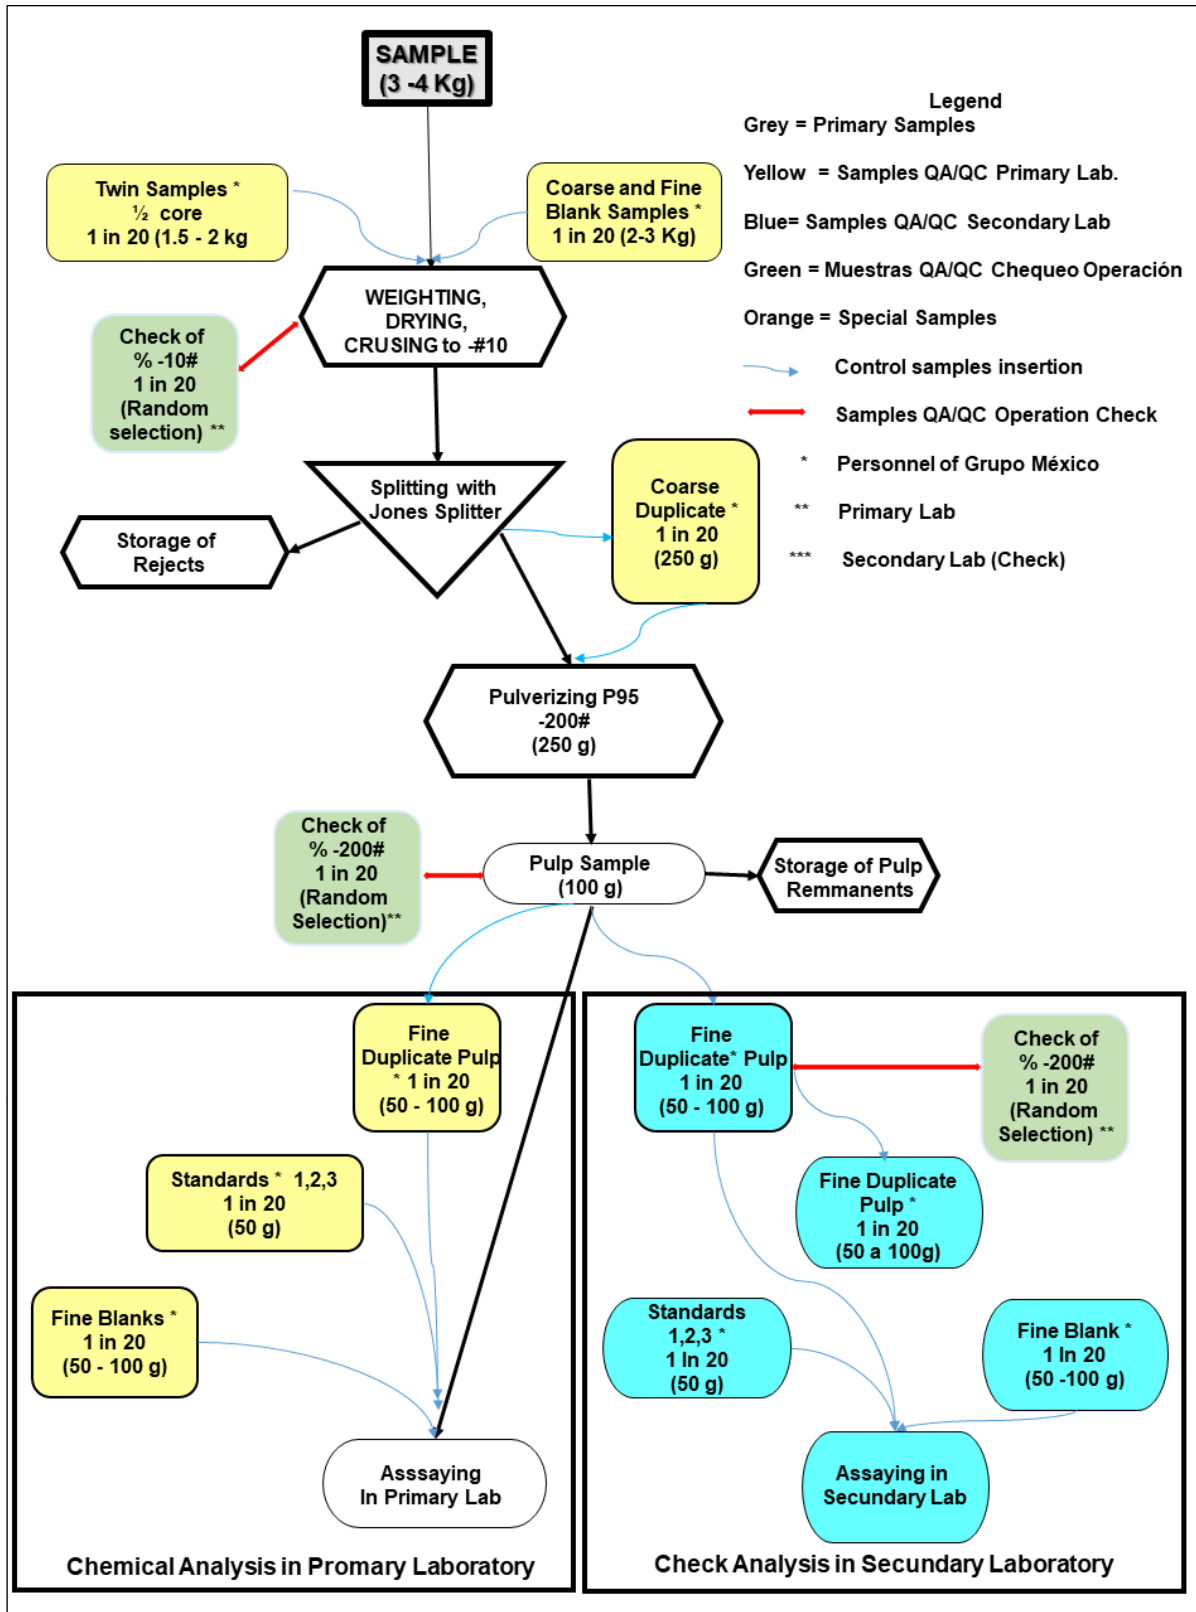 SAMPLE
(3 -4 Kg)
Legend
Grey = Primary Samples
Yellow = Samples QA/QC Primary Lab.
Blue= Samples QA/QC Secondary Lab
Green = Muestras QA/QC Chequeo Operación
Orange = Special Samples
Control samples insertion
Samples QA/QC Operation Check
* Personnel of Grupo México
** Primary Lab
*** Secondary Lab (Check)
Twin Samples *
½ core
1 in 20 (1.5 - 2 kg
Coarse and Fine
Blank Samples *
1 in 20 (2-3 Kg)
WEIGHTING,
DRYING,
CRUSING to -#10
Check of
% -10#
1 in 20
(Random
selection) **
Splitting with
Jones Splitter
Storage of
Rejects
Coarse
Duplicate *
1 in 20
(250 g)
Pulverizing P95
-200#
(250 g)
Check of
% -200#
1 in 20
(Random
Selection)**
Pulp Sample
(100 g)
Storage of Pulp
Remmanents
Fine
Duplicate Pulp
* 1 in 20
(50 - 100 g)
Standards * 1,2,3
1 in 20
(50 g)
Fine Blanks *
1 in 20
(50 - 100 g)
Asssaying
In Primary Lab
Chemical Analysis in Promary Laboratory
Fine
Duplicate* Pulp
1 in 20
(50 - 100 g)
Check of
% -200#
1 in 20
(Random
Selection) **
Fine Duplicate
Pulp *
1 in 20
(50 a 100g)
Standards
1,2,3 *
1 In 20
(50 g)
Fine Blank *
1 In 20
(50 -100 g)
Assaying in
Secundary Lab
Check Analysis in Secundary Laboratory